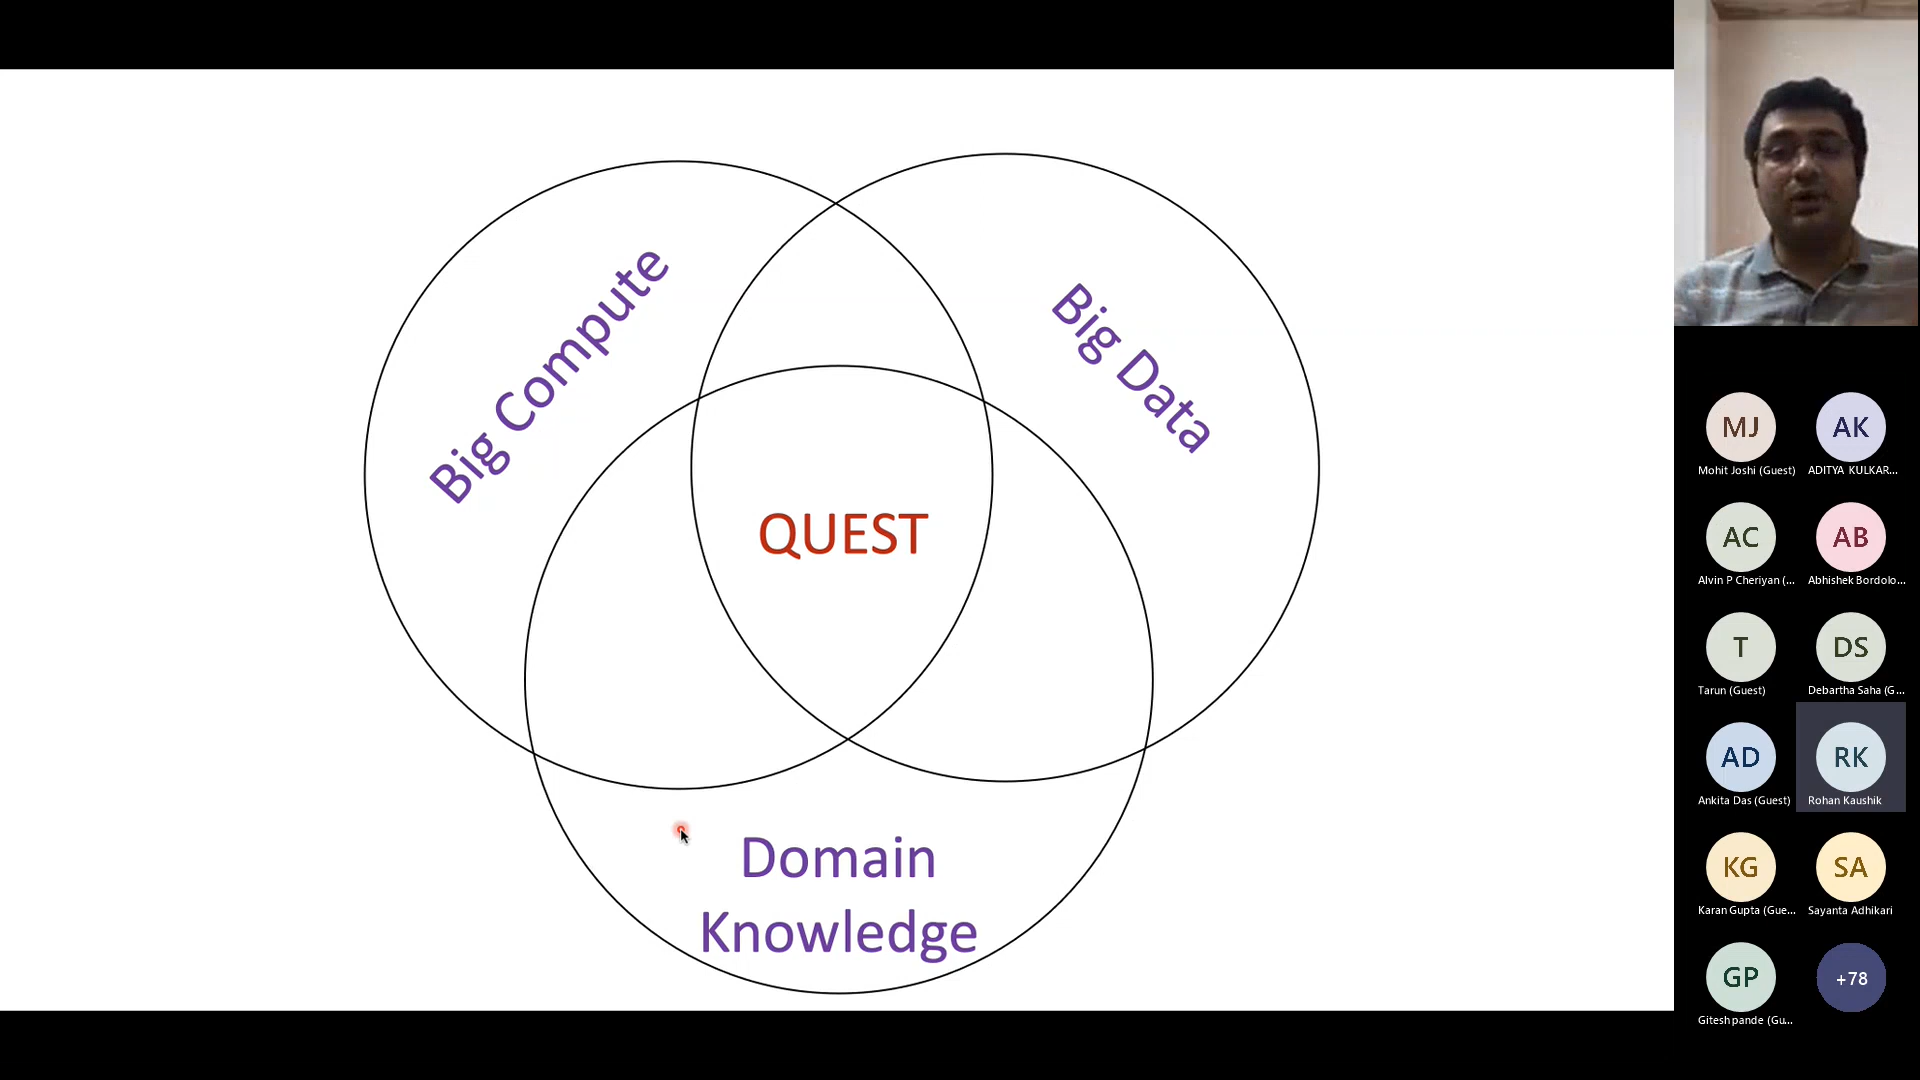 Big Compute
Big Data
QUEST
Domain
Knowledge
MJ
Mohit Joshi (Guest)
AK
ADITYA KULKAR...
AC
Alvin P Cheriyan (...
AB
Abhishek Bordolo...
T
Tarun (Guest)
DS
Debartha Saha (G...
AD
Ankita Das (Guest)
RK
Rohan Kaushik
KG
Karan Gupta (Gue...
SA
Sayanta Adhikari
GP
Gitesh pande (Gu...
+78